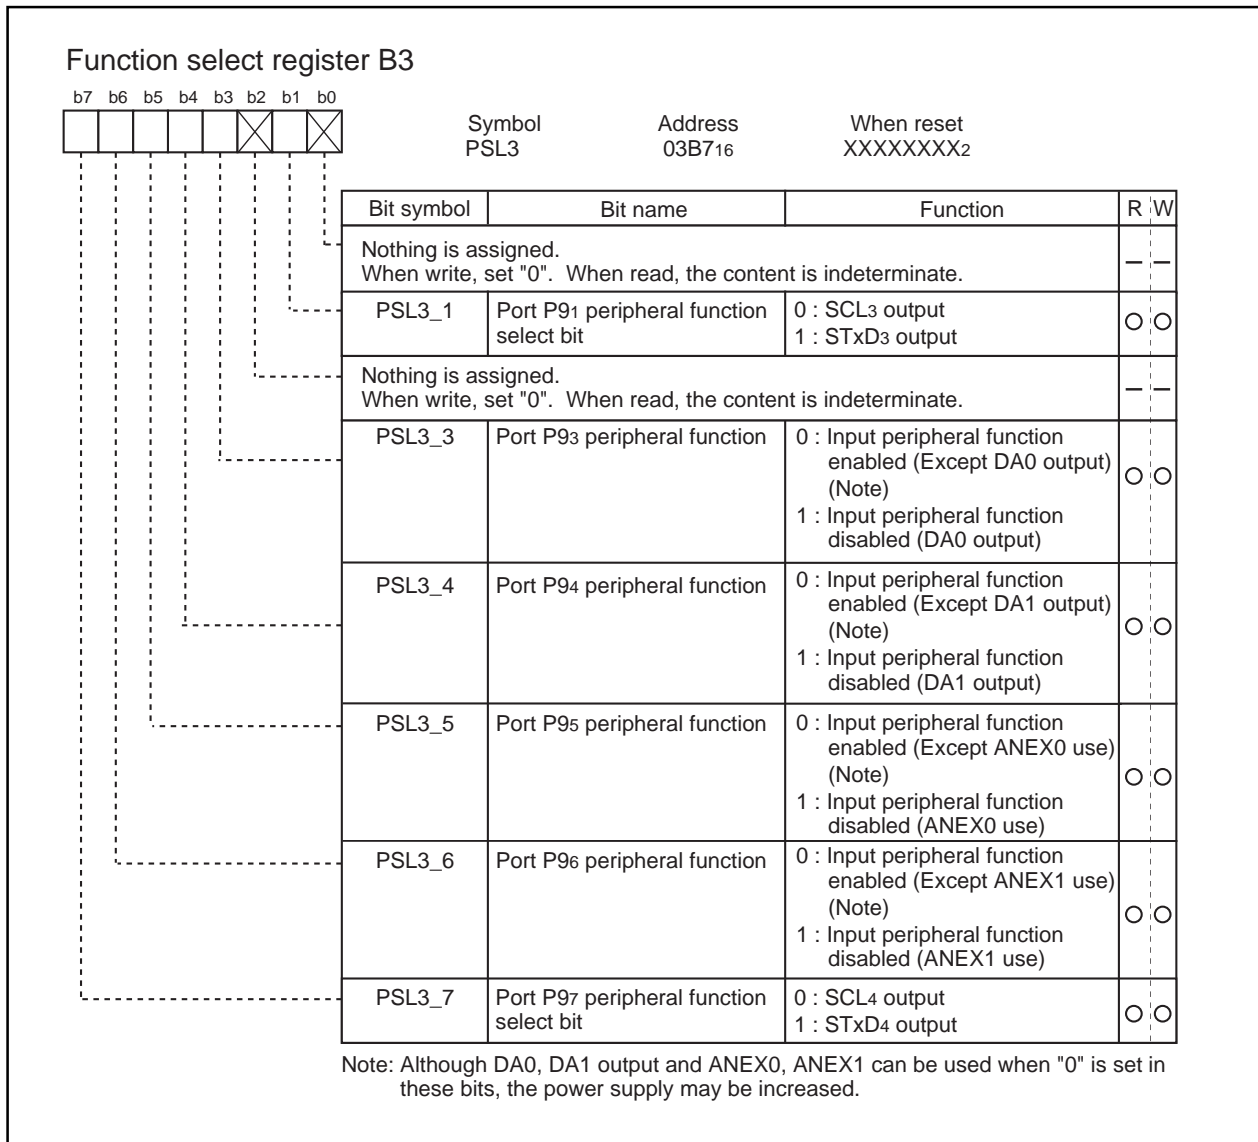 Function select register B3
b7 b6 b5 b4 b3 b2 b1 b0
Symbol Address When reset
PSL3 03B716 XXXXXXXX2
Bit symbol Bit name Function R W
Nothing is assigned.
When write, set "0". When read, the content is indeterminate.
PSL3_1 Port P91 peripheral function 0 : SCL3 output
select bit 1 : STxD3 output
Nothing is assigned.
When write, set "0". When read, the content is indeterminate.
PSL3_3 Port P93 peripheral function 0 : Input peripheral function
enabled (Except DA0 output)
(Note)
1 : Input peripheral function
disabled (DA0 output)
PSL3_4 Port P94 peripheral function 0 : Input peripheral function
enabled (Except DA1 output)
(Note)
1 : Input peripheral function
disabled (DA1 output)
PSL3_5 Port P95 peripheral function 0 : Input peripheral function
enabled (Except ANEX0 use)
(Note)
1 : Input peripheral function
disabled (ANEX0 use)
PSL3_6 Port P96 peripheral function 0 : Input peripheral function
enabled (Except ANEX1 use)
(Note)
1 : Input peripheral function
disabled (ANEX1 use)
PSL3_7 Port P97 peripheral function 0 : SCL4 output
select bit 1 : STxD4 output
Note: Although DA0, DA1 output and ANEX0, ANEX1 can be used when "0" is set in
these bits, the power supply may be increased.